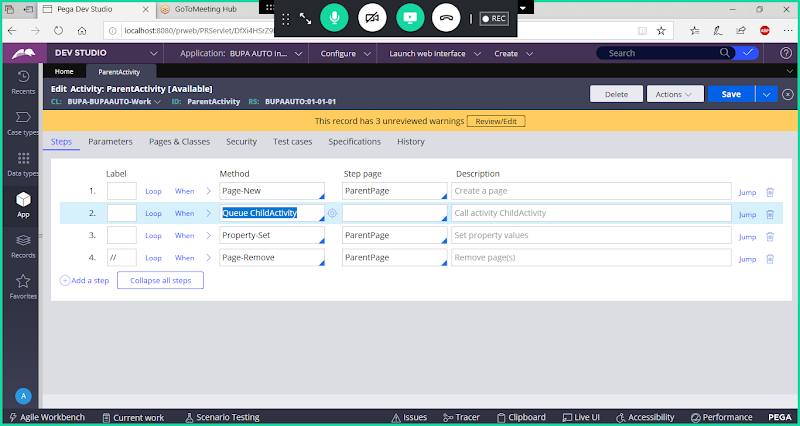 Pega Dev Studio
GoToMeeting Hub
REC
localhost:8080/prweb/PRServlet/DfXi4HSrZ9
ABP
DEV STUDIO
Application: BUPA AUTO In...
Configure
Launch web interface
Create
Search
Recents
Case types
Data types
App
Records
Favorites
A
Home
ParentActivity
Edit Activity: ParentActivity [Available]
CL: BUPA-BUPAAUTO-Work ID: ParentActivity RS: BUPAAUTO:01-01-01
Delete
Actions
Save
This record has 3 unreviewed warnings Review/Edit
Steps Parameters Pages & Classes Security Test cases Specifications History
Label Method Step page Description
1. Loop When Page-New ParentPage Create a page Jump
2. Loop When Queue ChildActivity Call activity ChildActivity Jump
3. Loop When Property-Set ParentPage Set property values Jump
4. // Loop When Page-Remove ParentPage Remove page(s) Jump
Add a step Collapse all steps
Agile Workbench Current work Scenario Testing Issues Tracer Clipboard Live UI Accessibility Performance PEGA